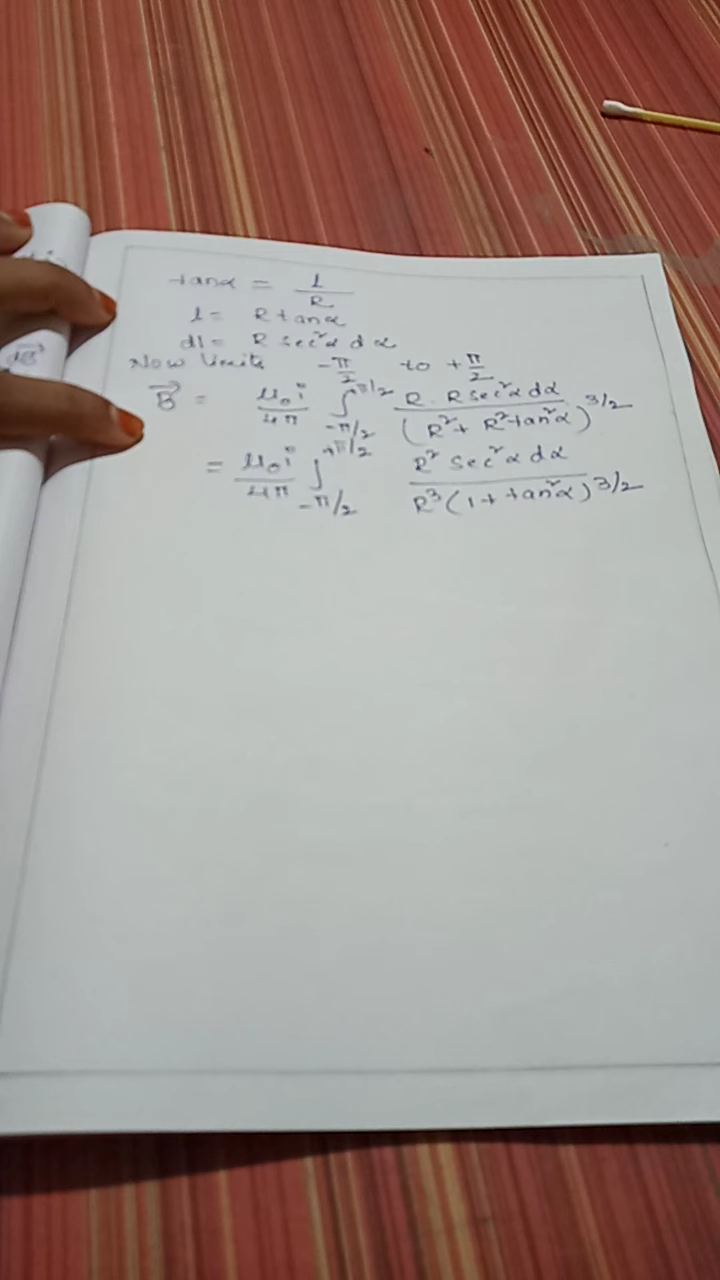 tanα = l/R
l = R tanα
dl = R sec²α dα
Now limits -π/2 to +π/2
B⃗ = μ₀i/4π ∫_{-π/2}^{+π/2} R. R sec²α dα / (R² + R² tan²α)^{3/2}
= μ₀i/4π ∫_{-π/2}^{+π/2} R² sec²α dα / R³(1 + tan²α)^{3/2}